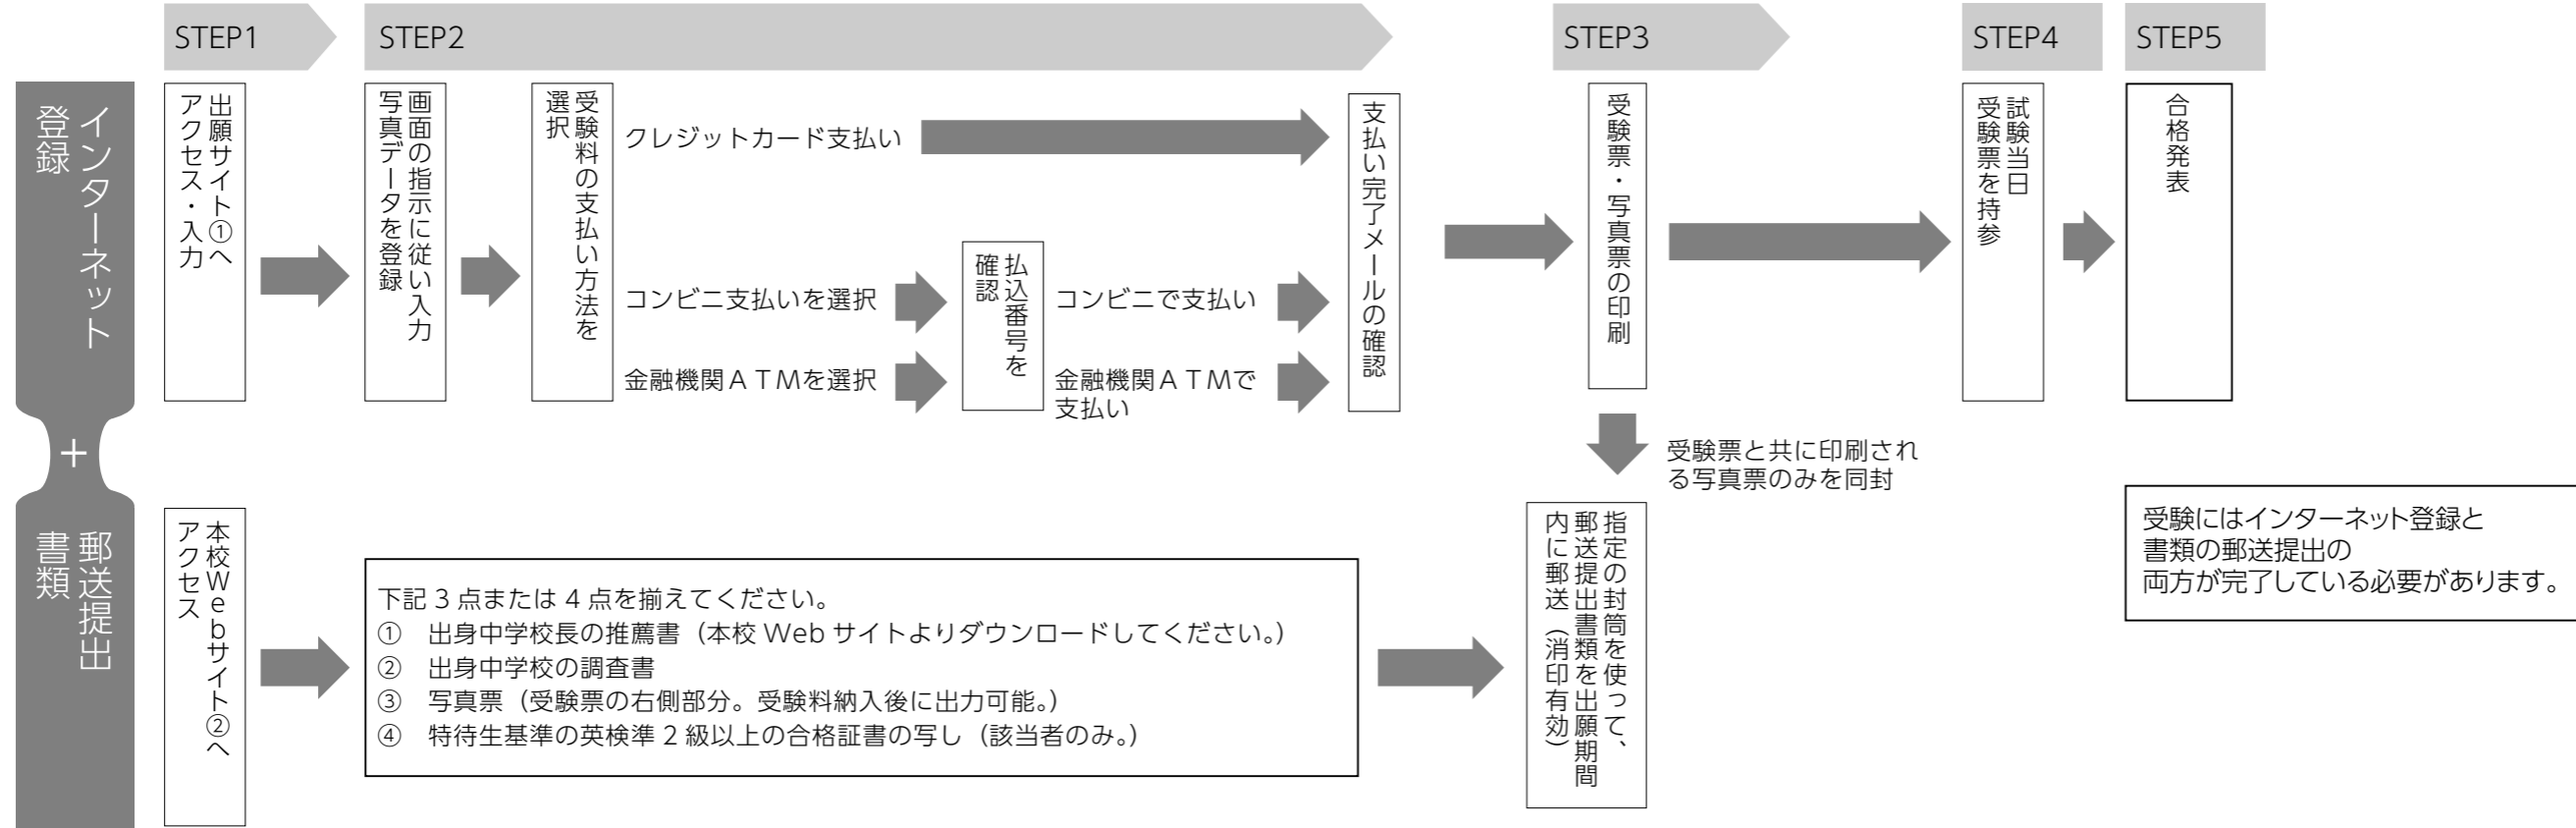 STEP1
STEP2
STEP3
STEP4
STEP5
インターネット
登録
出願サイト①へ
アクセス・入力
画面の指示に従い入力
写真データを登録
受験料の支払い方法を
選択
クレジットカード支払い
コンビニ支払いを選択
金融機関ATMを選択
払込番号を
確認
コンビニで支払い
金融機関ATMで
支払い
支払い完了メールの確認
受験票・写真票の印刷
試験当日
受験票を持参
合格発表
+
受験票と共に印刷され
る写真票のみを同封
郵送提出
書類
本校Webサイト②へ
アクセス
下記3点または4点を揃えてください。
① 出身中学校長の推薦書（本校 Web サイトよりダウンロードしてください。）
② 出身中学校の調査書
③ 写真票（受験票の右側部分。受験料納入後に出力可能。）
④ 特待生基準の英検準2級以上の合格証書の写し（該当者のみ。）
指定の封筒を使って、
郵送提出書類を出願期間
内に郵送（消印有効）
受験にはインターネット登録と
書類の郵送提出の
両方が完了している必要があります。